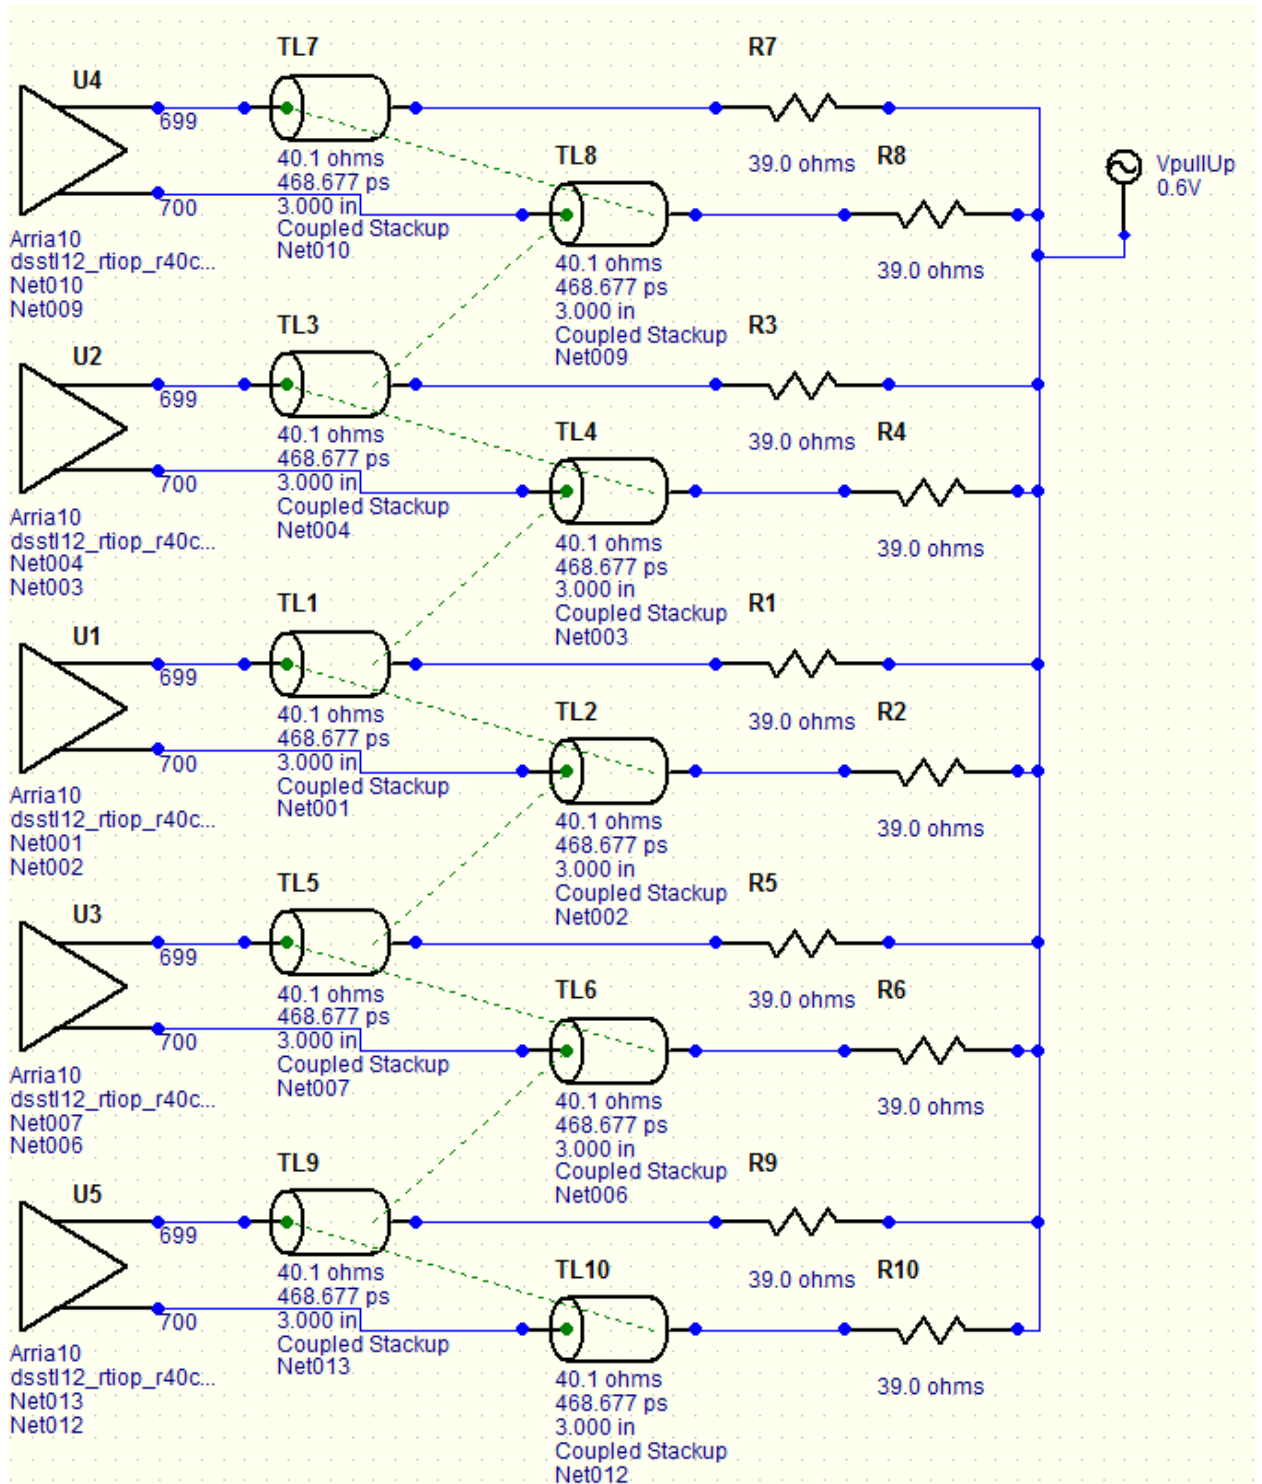 TL7
R7
U4
699
40.1 ohms
468.677 ps
3.000 in
Coupled Stackup
Net010
TL8
39.0 ohms
R8
VpullUp
0.6V
700
Arria10
dsstl12_rtiop_r40c...
Net010
Net009
40.1 ohms
468.677 ps
3.000 in
Coupled Stackup
Net009
39.0 ohms
TL3
R3
U2
699
40.1 ohms
468.677 ps
3.000 in
Coupled Stackup
Net004
TL4
39.0 ohms
R4
700
Arria10
dsstl12_rtiop_r40c...
Net004
Net003
40.1 ohms
468.677 ps
3.000 in
Coupled Stackup
Net003
39.0 ohms
TL1
R1
U1
699
40.1 ohms
468.677 ps
3.000 in
Coupled Stackup
Net001
TL2
39.0 ohms
R2
700
Arria10
dsstl12_rtiop_r40c...
Net001
Net002
40.1 ohms
468.677 ps
3.000 in
Coupled Stackup
Net002
39.0 ohms
TL5
R5
U3
699
40.1 ohms
468.677 ps
3.000 in
Coupled Stackup
Net007
TL6
39.0 ohms
R6
700
Arria10
dsstl12_rtiop_r40c...
Net007
Net006
40.1 ohms
468.677 ps
3.000 in
Coupled Stackup
Net006
39.0 ohms
TL9
R9
U5
699
40.1 ohms
468.677 ps
3.000 in
Coupled Stackup
Net013
TL10
39.0 ohms
R10
700
Arria10
dsstl12_rtiop_r40c...
Net013
Net012
40.1 ohms
468.677 ps
3.000 in
Coupled Stackup
Net012
39.0 ohms